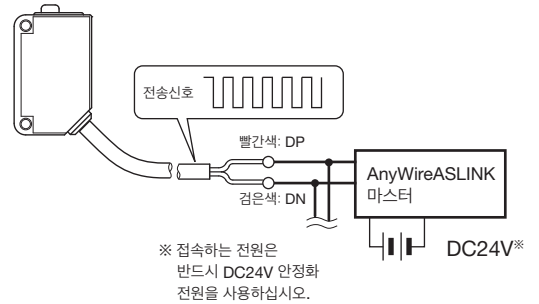 전송신호
빨간색: DP
AnyWireASLINK
마스터
검은색: DN
DC24V※
※ 접속하는 전원은
반드시 DC24V 안정화
전원을 사용하십시오.